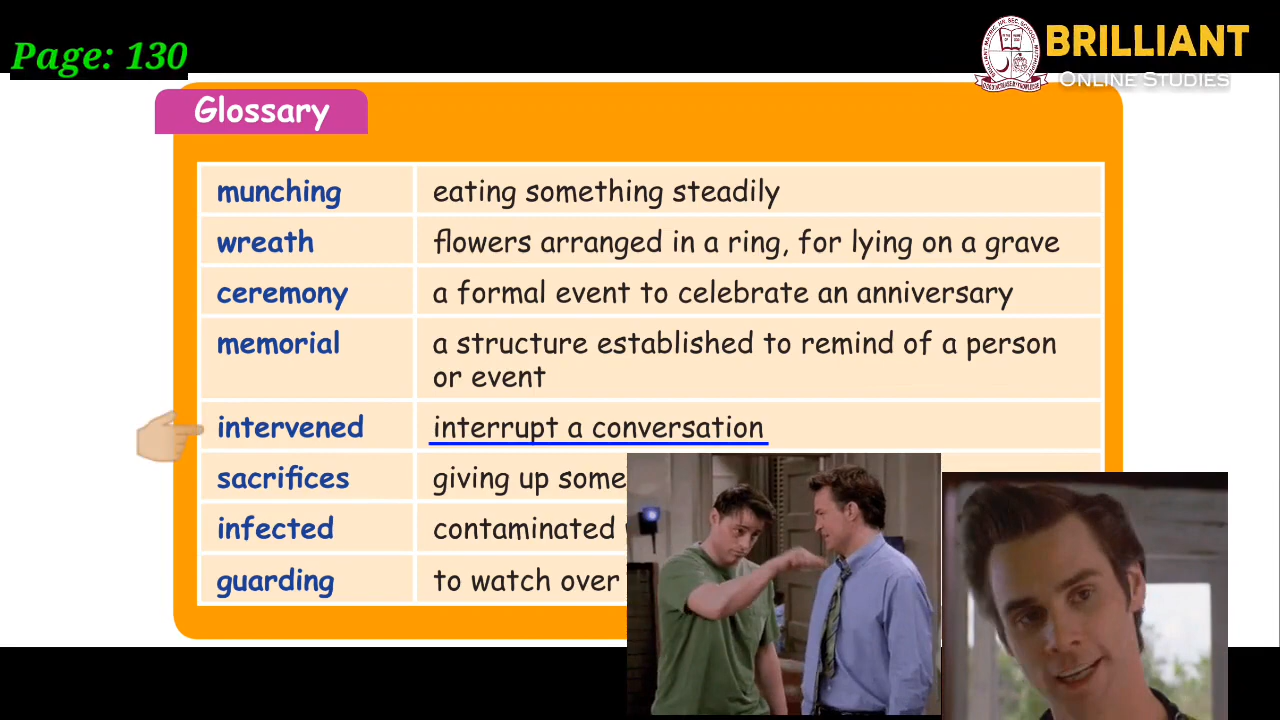 Page: 130
BRILLIANT
ONLINE STUDIES
Glossary
munching eating something steadily
wreath flowers arranged in a ring, for lying on a grave
ceremony a formal event to celebrate an anniversary
memorial a structure established to remind of a person
or event
intervened interrupt a conversation
sacrifices giving up some
infected contaminated
guarding to watch over